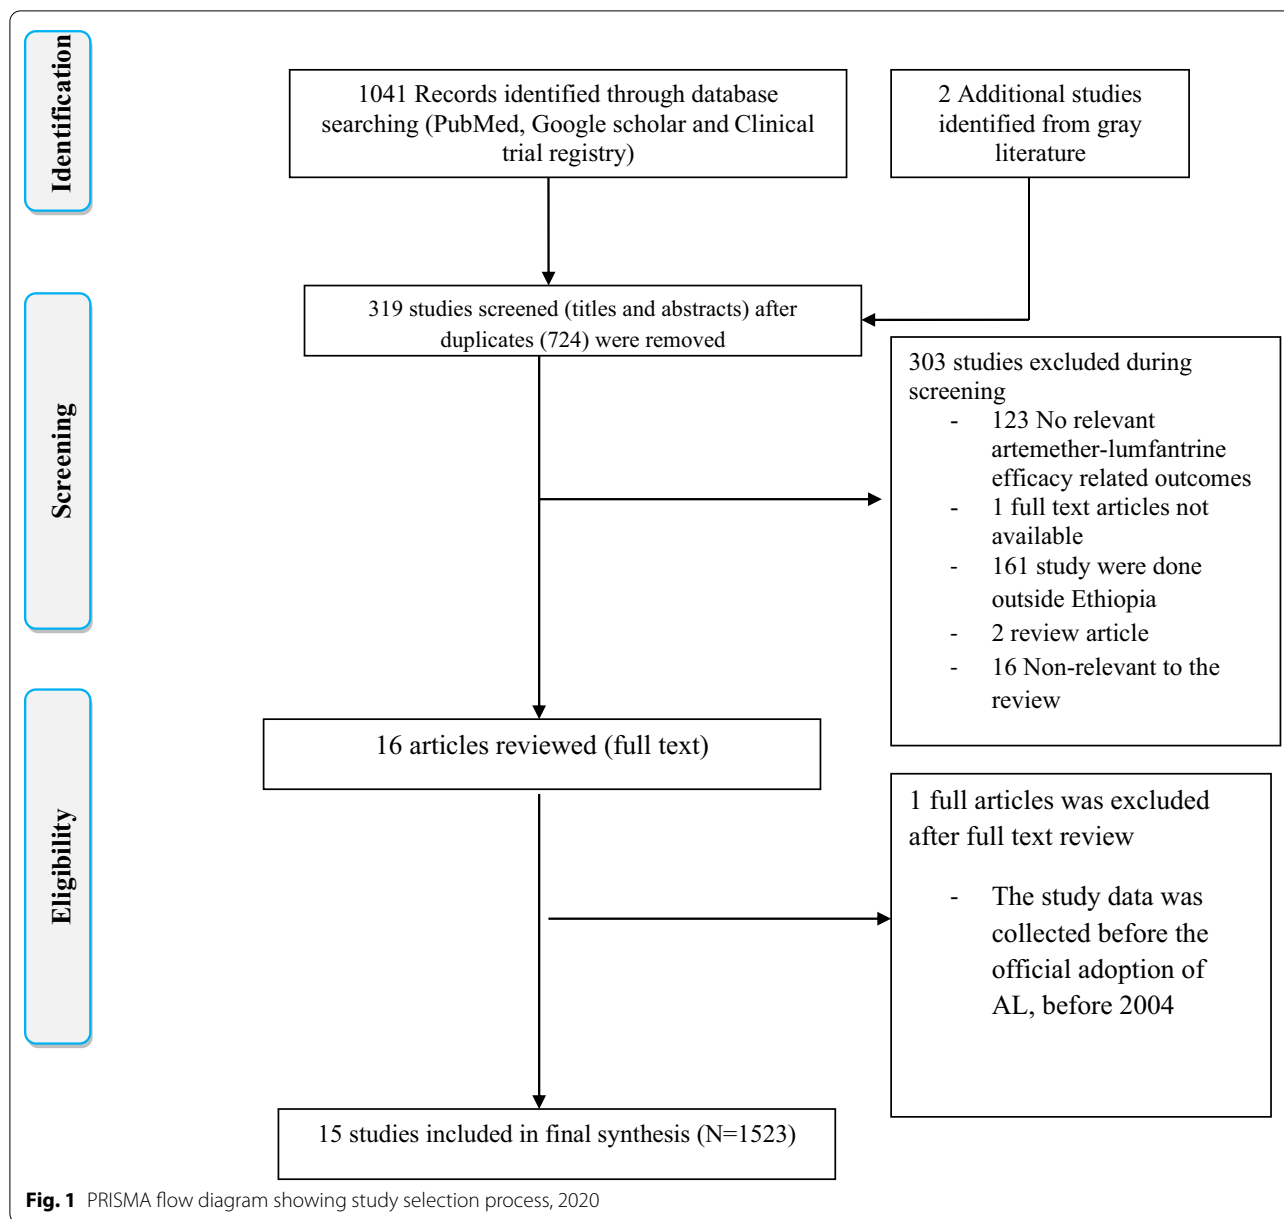 Identification
1041 Records identified through database
searching (PubMed, Google scholar and Clinical
trial registry)
2 Additional studies
identified from gray
literature
Screening
319 studies screened (titles and abstracts) after
duplicates (724) were removed
303 studies excluded during
screening
- 123 No relevant
artemether-lumfantrine
efficacy related outcomes
- 1 full text articles not
available
- 161 study were done
outside Ethiopia
- 2 review article
- 16 Non-relevant to the
review
Eligibility
16 articles reviewed (full text)
1 full articles was excluded
after full text review
- The study data was
collected before the
official adoption of
AL, before 2004
15 studies included in final synthesis (N=1523)
Fig. 1 PRISMA flow diagram showing study selection process, 2020